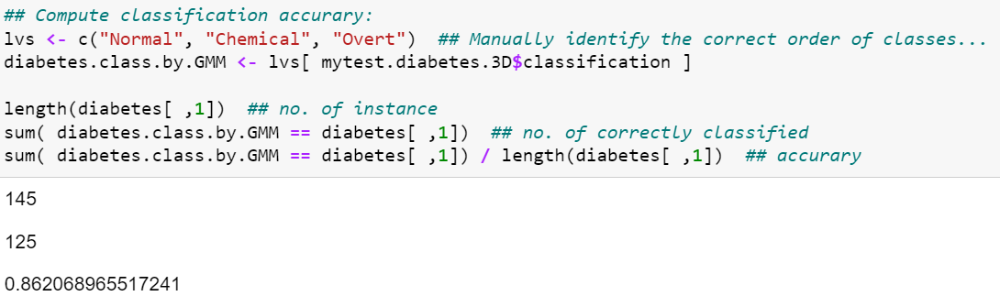 ## Compute classification accurary:
lvs <- c("Normal", "Chemical", "Overt")  ## Manually identify the correct order of classes...
diabetes.class.by.GMM <- lvs[ mytest.diabetes.3D$classification ]
length(diabetes[ ,1])  ## no. of instance
sum( diabetes.class.by.GMM == diabetes[ ,1])  ## no. of correctly classified
sum( diabetes.class.by.GMM == diabetes[ ,1]) / length(diabetes[ ,1])  ## accurary
145
125
0.862068965517241